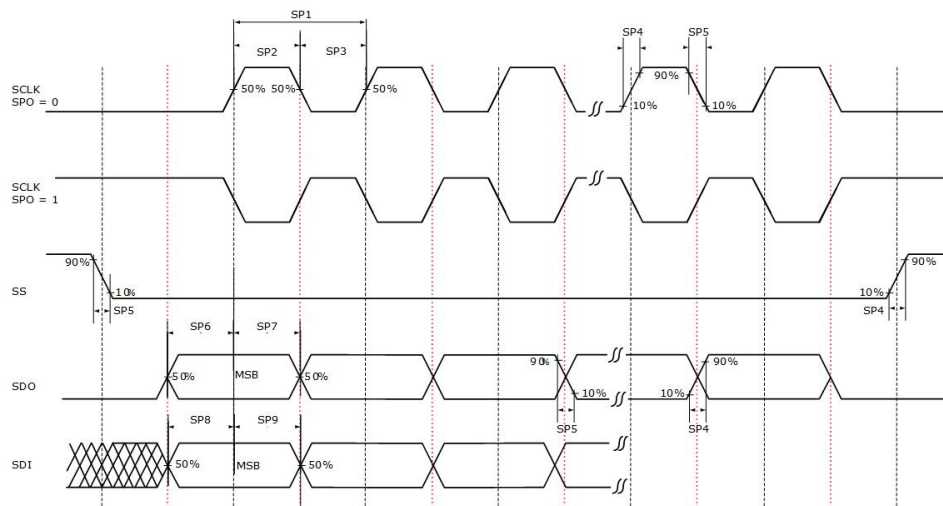 SP1
SP2 SP3 SP4 SP5
SCLK
SPO = 0
50% 50% 50% 90% 10% 10%
SCLK
SPO = 1
SS
90% 10% SP5 10% 90% SP4
SP6 SP7
SDO
50% MSB 50% 90% 10% SP5 10% 90% SP4
SP8 SP9
SDI
50% MSB 50%